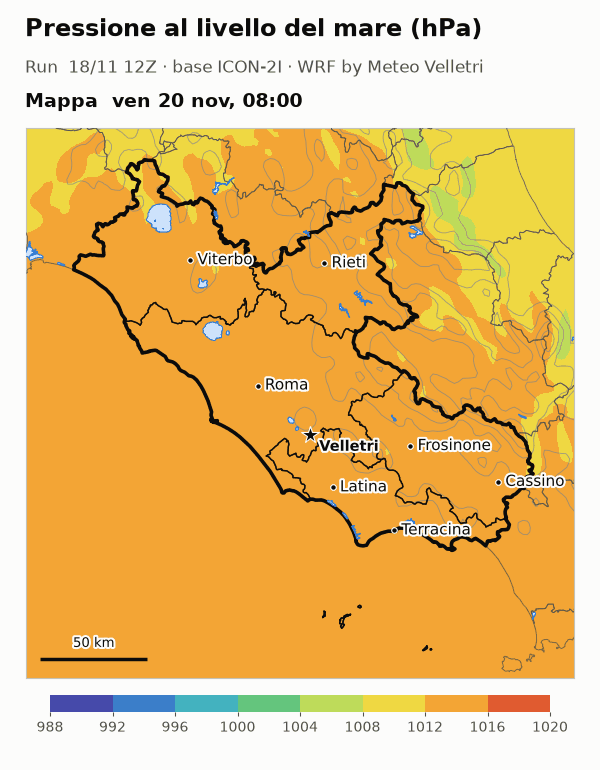 Pressione al livello del mare (hPa)
Run  18/11 12Z · base ICON-2I · WRF by Meteo Velletri
Mappa  ven 20 nov, 08:00
Viterbo
Rieti
Roma
Velletri
Frosinone
Cassino
Latina
Terracina
50 km
988 992 996 1000 1004 1008 1012 1016 1020